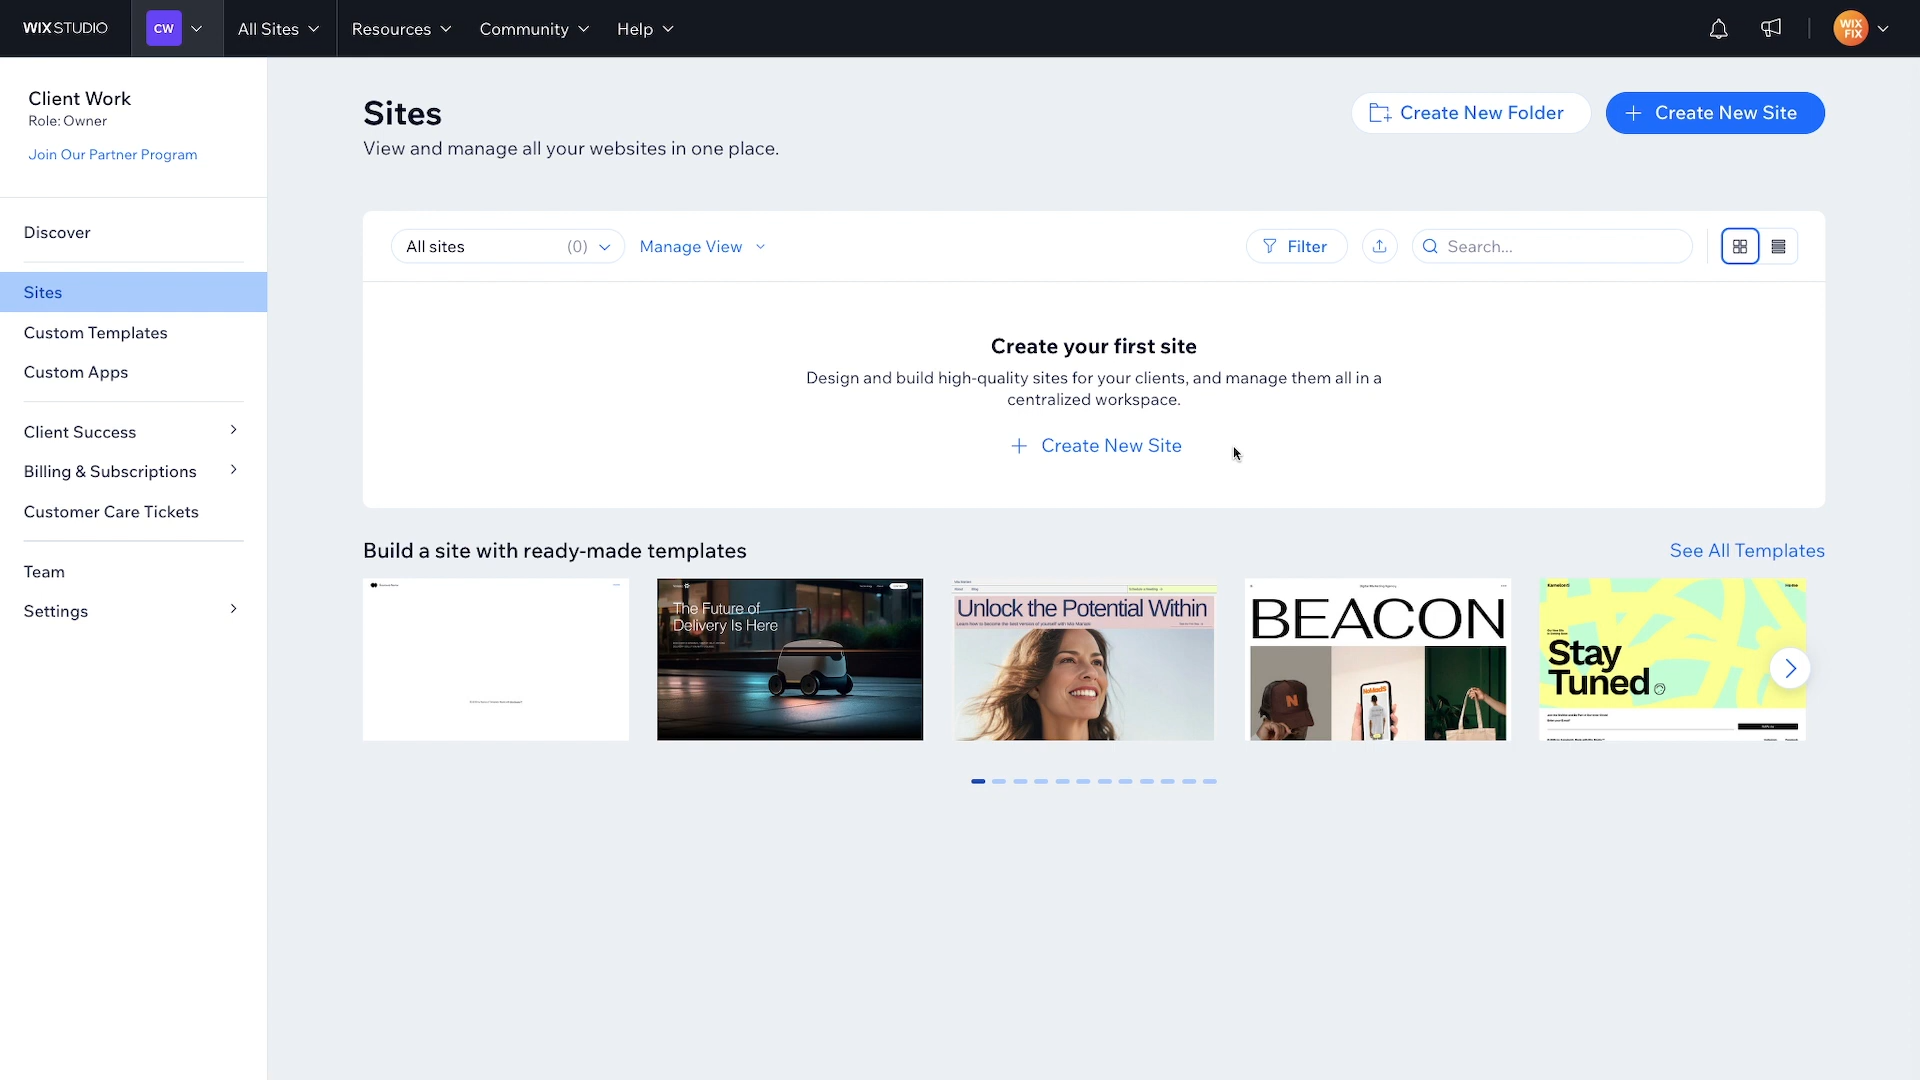 WIX STUDIO
CW
All Sites
Resources
Community
Help
WIX FIX
Client Work
Role: Owner
Join Our Partner Program
Discover
Sites
Custom Templates
Custom Apps
Client Success
Billing & Subscriptions
Customer Care Tickets
Team
Settings
Sites
View and manage all your websites in one place.
Create New Folder
Create New Site
All sites (0)
Manage View
Filter
Search...
Create your first site
Design and build high-quality sites for your clients, and manage them all in a
centralized workspace.
Create New Site
Build a site with ready-made templates
See All Templates
The Future of
Delivery Is Here
Unlock the Potential Within
BEACON
N
Stay
Tuned